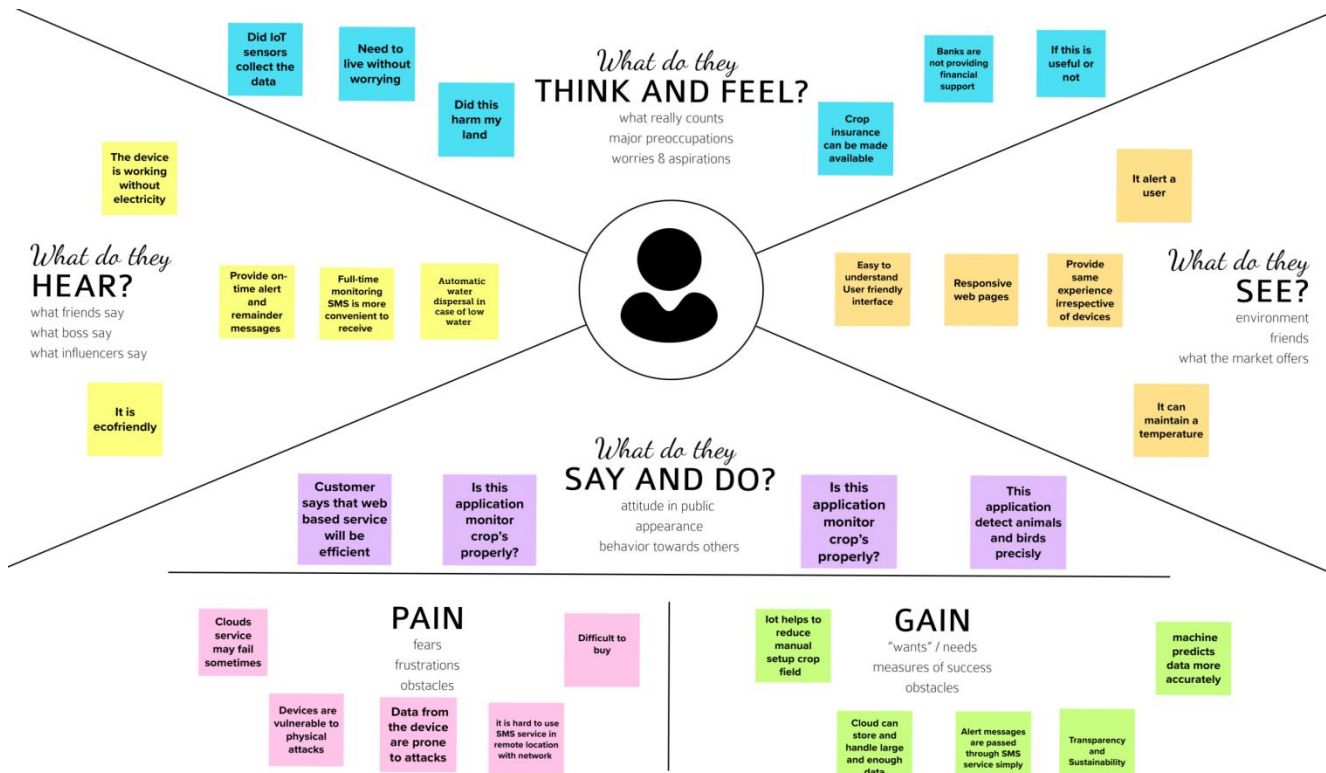 Did IoT
sensors
collect the
data
Need to
live without
worrying
Did this
harm my
land
What do they
THINK AND FEEL?
what really counts
major preoccupations
worries & aspirations
Banks are
not providing
financial
support
If this is
useful or
not
Crop
insurance
can be made
available
The device
is working
without
electricity
What do they
HEAR?
what friends say
what boss say
what influencers say
Provide on-
time alert
and
remainder
messages
Full-time
monitoring
SMS is more
convenient to
receive
Automatic
water
dispersal in
case of low
water
It is
ecofriendly
It alert a
user
Easy to
understand
User friendly
interface
Responsive
web pages
Provide
same
experience
irrespective
of devices
What do they
SEE?
environment
friends
what the market offers
It can
maintain a
temperature
What do they
SAY AND DO?
attitude in public
appearance
behavior towards others
Customer
says that web
based service
will be
efficient
Is this
application
monitor
crop's
properly?
Is this
application
monitor
crop's
properly?
This
application
detect animals
and birds
precisly
PAIN
fears
frustrations
obstacles
Clouds
service
may fail
sometimes
Difficult to
buy
Devices are
vulnerable to
physical
attacks
Data from
the device
are prone
to attacks
it is hard to use
SMS service in
remote location
with network
GAIN
"wants" / needs
measures of success
obstacles
Iot helps to
reduce
manual
setup crop
field
machine
predicts
data more
accurately
Cloud can
store and
handle large
and enough
data
Alert messages
are passed
through SMS
service simply
Transparency
and
Sustainability